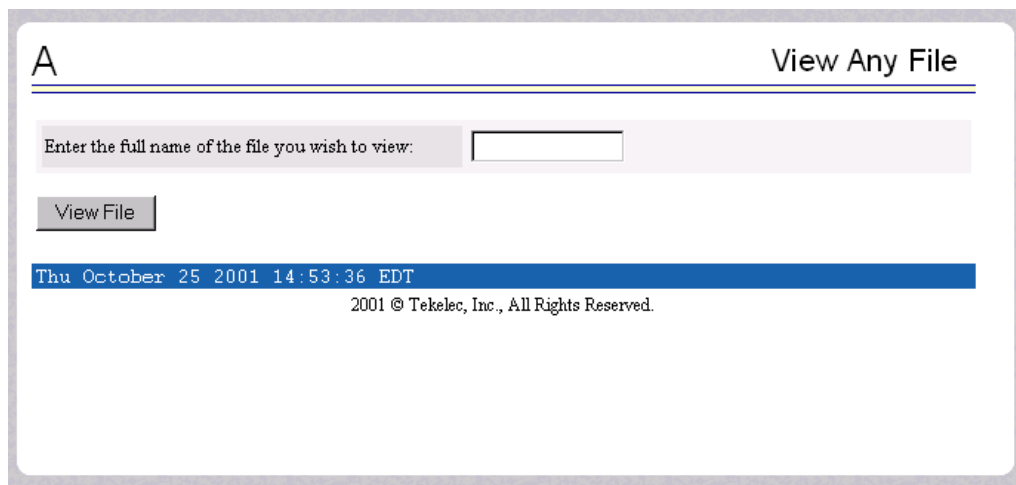 A
View Any File
Enter the full name of the file you wish to view:
View File
Thu October 25 2001 14:53:36 EDT
2001 © Tekelec, Inc., All Rights Reserved.